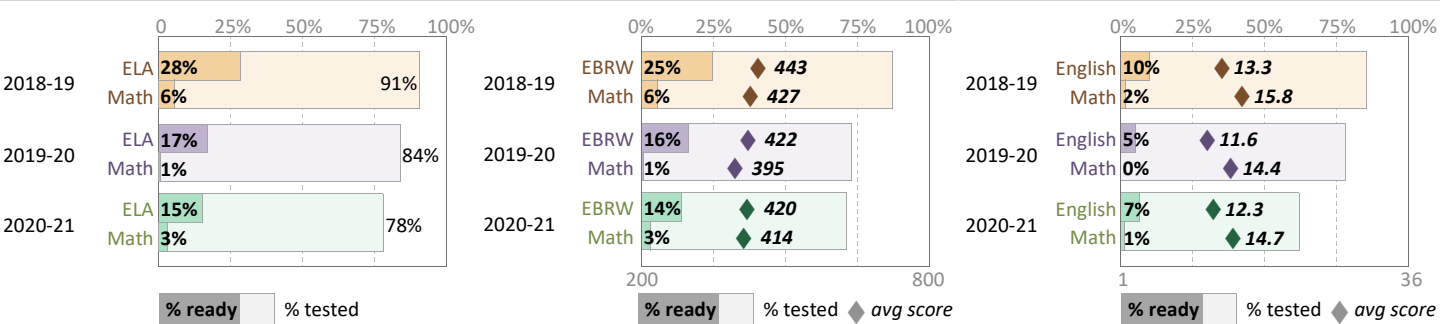 0 25% 50% 75% 100%
2018-19
ELA 28%
Math 6%
91%
2019-20
ELA 17%
Math 1%
84%
2020-21
ELA 15%
Math 3%
78%
% ready % tested
0% 25% 50% 75% 100%
2018-19
EBRW 25% 443
Math 6% 427
2019-20
EBRW 16% 422
Math 1% 395
2020-21
EBRW 14% 420
Math 3% 414
200 800
% ready % tested avg score
0% 25% 50% 75% 100%
2018-19
English 10% 13.3
Math 2% 15.8
2019-20
English 5% 11.6
Math 0% 14.4
2020-21
English 7% 12.3
Math 1% 14.7
1 36
% ready % tested avg score